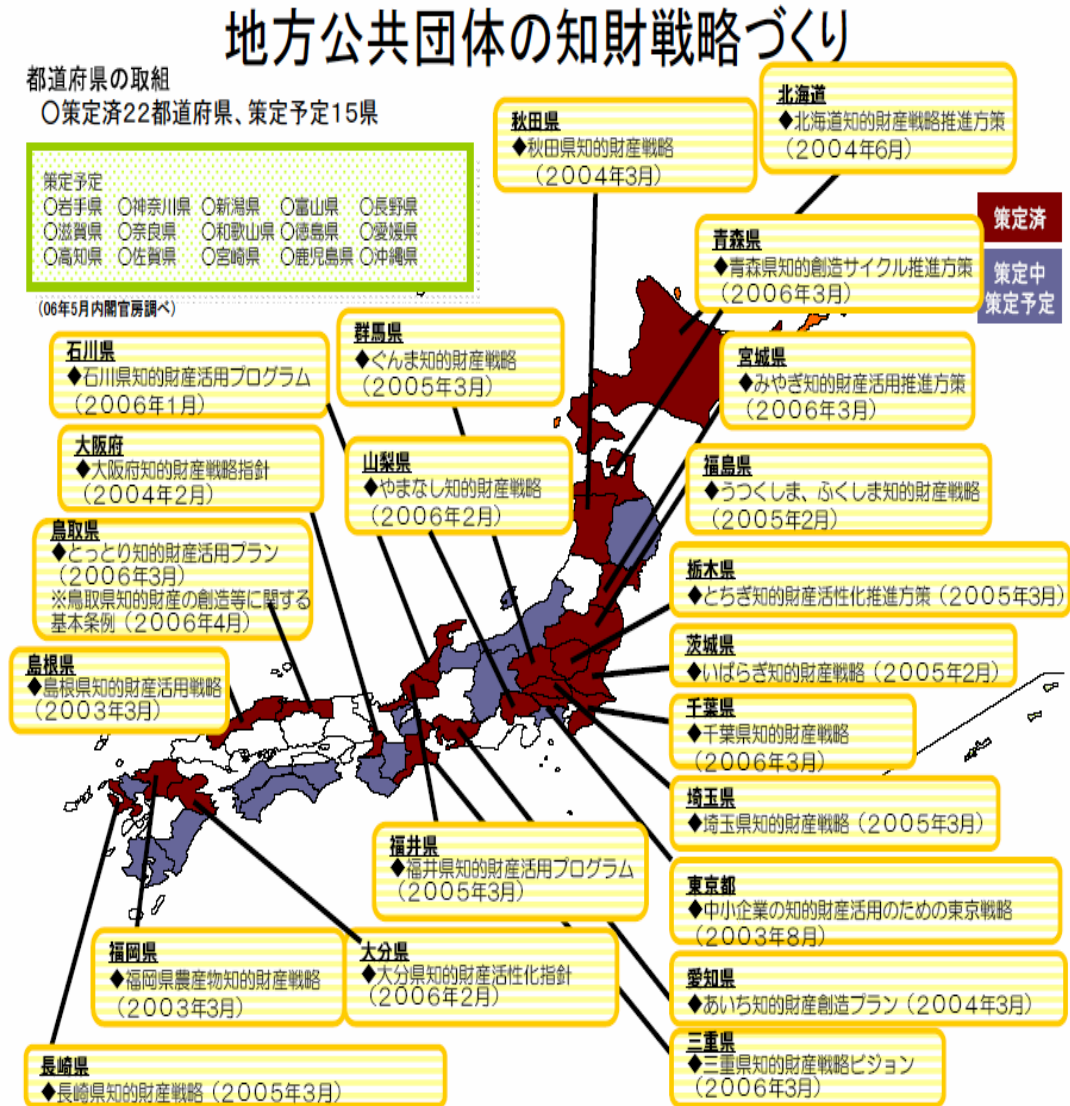 地方公共団体の知財戦略づくり
都道府県の取組
○策定済22都道府県、策定予定15県
策定予定
○岩手県 ○神奈川県 ○新潟県 ○富山県 ○長野県
○滋賀県 ○奈良県 ○和歌山県 ○徳島県 ○愛媛県
○高知県 ○佐賀県 ○宮崎県 ○鹿児島県 ○沖縄県
(06年5月内閣官房調べ)
策定済
策定中
策定予定
北海道
◆北海道知的財産戦略推進方策
(2004年6月)
秋田県
◆秋田県知的財産戦略
(2004年3月)
青森県
◆青森県知的創造サイクル推進方策
(2006年3月)
群馬県
◆ぐんま知的財産戦略
(2005年3月)
石川県
◆石川県知的財産活用プログラム
(2006年1月)
宮城県
◆みやぎ知的財産活用推進方策
(2006年3月)
大阪府
◆大阪府知的財産戦略指針
(2004年2月)
山梨県
◆やまなし知的財産戦略
(2006年2月)
福島県
◆うつくしま、ふくしま知的財産戦略
(2005年2月)
鳥取県
◆とっとり知的財産活用プラン
(2006年3月)
※鳥取県知的財産の創造等に関する
基本条例(2006年4月)
栃木県
◆とちぎ知的財産活性化推進方策(2005年3月)
茨城県
◆いばらぎ知的財産戦略(2005年2月)
島根県
◆島根県知的財産活用戦略
(2003年3月)
千葉県
◆千葉県知的財産戦略
(2006年3月)
埼玉県
◆埼玉県知的財産戦略(2005年3月)
福井県
◆福井県知的財産活用プログラム
(2005年3月)
東京都
◆中小企業の知的財産活用のための東京戦略
(2003年8月)
福岡県
◆福岡県農産物知的財産戦略
(2003年3月)
大分県
◆大分県知的財産活性化指針
(2006年2月)
愛知県
◆あいち知的財産創造プラン(2004年3月)
三重県
◆三重県知的財産戦略ビジョン
(2006年3月)
長崎県
◆長崎県知的財産戦略(2005年3月)